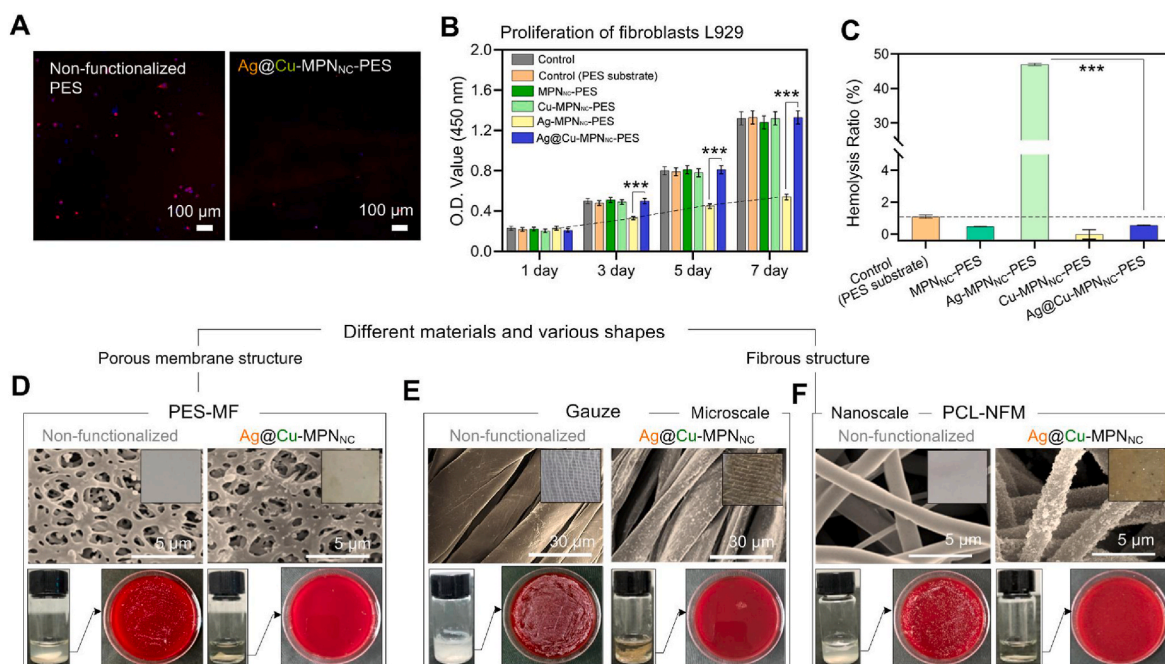 A
Non-functionalized
PES
100 μm
Ag@Cu-MPNNC-PES
100 μm
B
Proliferation of fibroblasts L929
O.D. Value (450 nm)
2.0
1.6
1.2
0.8
0.4
0.0
Control
Control (PES substrate)
MPNNC-PES
Cu-MPNNC-PES
Ag-MPNNC-PES
Ag@Cu-MPNNC-PES
***
***
***
1 day
3 day
5 day
7 day
C
Hemolysis Ratio (%)
50
40
4
2
0
***
Control
(PES substrate)
MPNNC-PES
Ag-MPNNC-PES
Cu-MPNNC-PES
Ag@Cu-MPNNC-PES
Different materials and various shapes
Porous membrane structure
Fibrous structure
D
PES-MF
Non-functionalized
Ag@Cu-MPNNC
5 μm
5 μm
E
Gauze
Microscale
Non-functionalized
Ag@Cu-MPNNC
30 μm
30 μm
F
Nanoscale
PCL-NFM
Non-functionalized
Ag@Cu-MPNNC
5 μm
5 μm